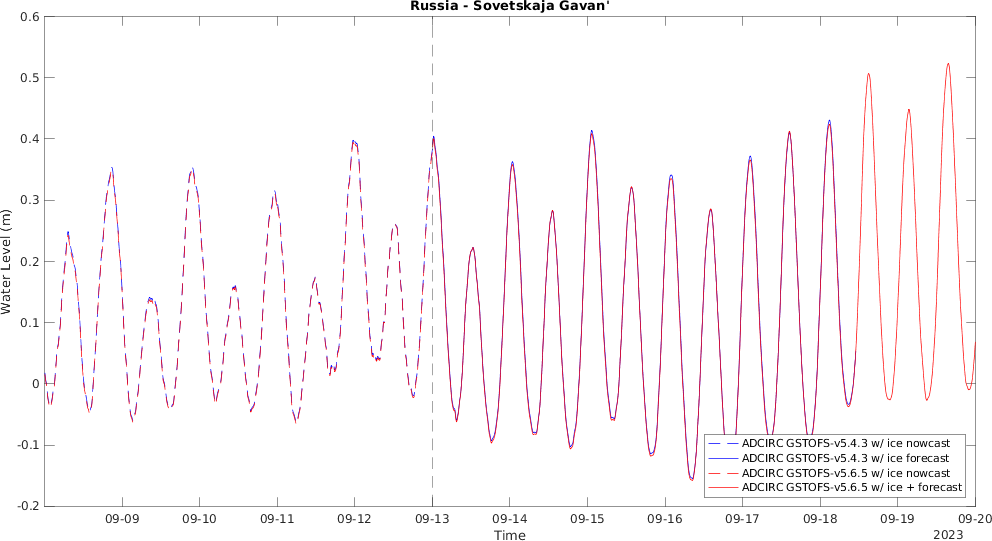 Russia - Sovetskaja Gavan'
0.6
0.5
0.4
0.3
0.2
0.1
0
-0.1
-0.2
Water Level (m)
ADCIRC GSTOFS-v5.4.3 w/ ice nowcast
ADCIRC GSTOFS-v5.4.3 w/ ice forecast
ADCIRC GSTOFS-v5.6.5 w/ ice nowcast
ADCIRC GSTOFS-v5.6.5 w/ ice + forecast
09-09 09-10 09-11 09-12 09-13 09-14 09-15 09-16 09-17 09-18 09-19 09-20
Time
2023